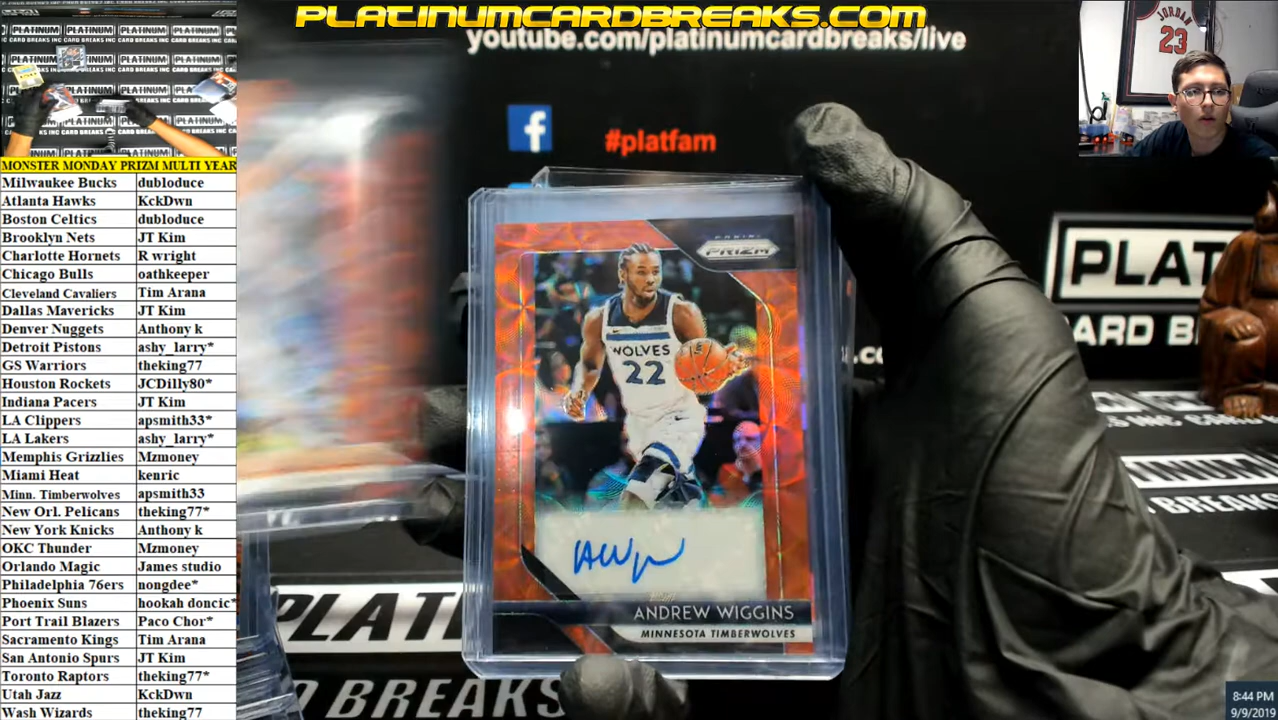 PLATINUMCARDBREAKS.COM
youtube.com/platinumcardbreaks/live
#platfam
JORDAN
23
MONSTER MONDAY PRIZM MULTI YEAR
Milwaukee Bucks dubloduce
Atlanta Hawks KckDwn
Boston Celtics dubloduce
Brooklyn Nets JT Kim
Charlotte Hornets R wright
Chicago Bulls oathkeeper
Cleveland Cavaliers Tim Arana
Dallas Mavericks JT Kim
Denver Nuggets Anthony k
Detroit Pistons ashy_larry*
GS Warriors theking77
Houston Rockets JCDilly80*
Indiana Pacers JT Kim
LA Clippers apsmith33*
LA Lakers ashy_larry*
Memphis Grizzlies Mzmoney
Miami Heat kenric
Minn. Timberwolves apsmith33
New Orl. Pelicans theking77*
New York Knicks Anthony k
OKC Thunder Mzmoney
Orlando Magic James studio
Philadelphia 76ers nongdee*
Phoenix Suns hookah doncic*
Port Trail Blazers Paco Chor*
Sacramento Kings Tim Arana
San Antonio Spurs JT Kim
Toronto Raptors theking77*
Utah Jazz KckDwn
Wash Wizards theking77
PANINI
PRIZM
WOLVES
22
ANDREW WIGGINS
MINNESOTA TIMBERWOLVES
PLAT
CARD B
PLATI
D BREAKS
8:44 PM
9/9/2019